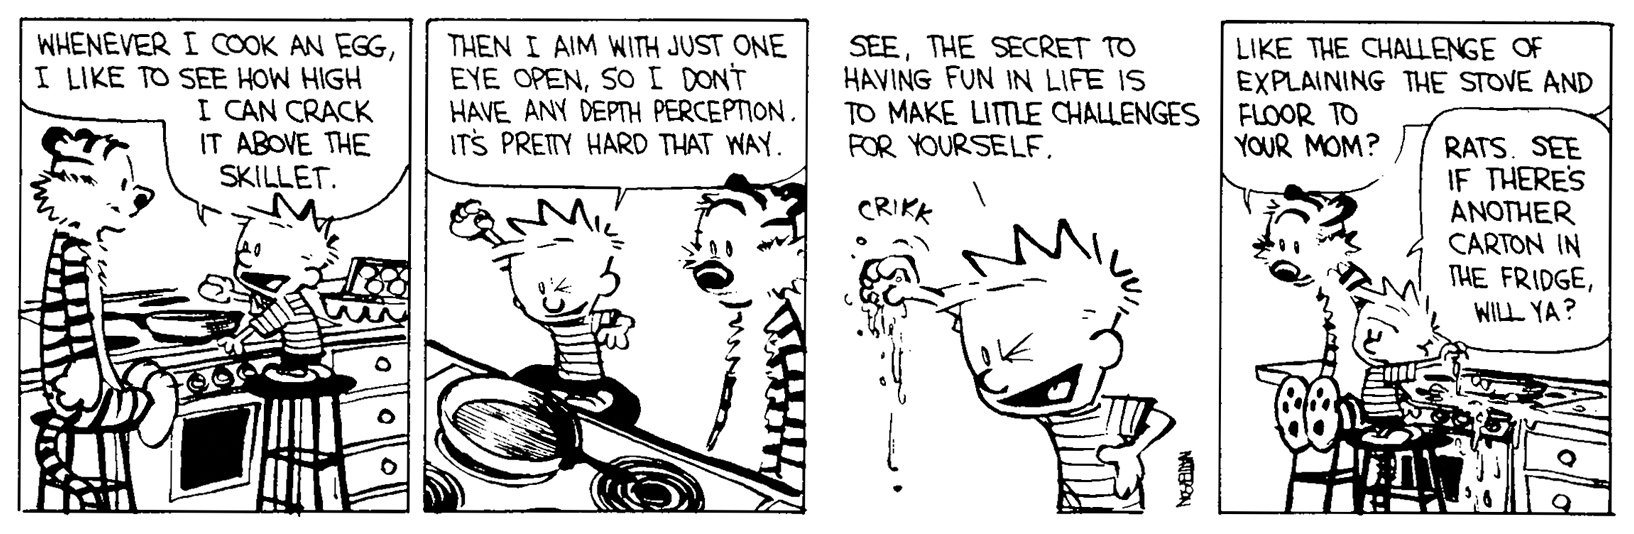 WHENEVER I COOK AN EGG,
I LIKE TO SEE HOW HIGH
I CAN CRACK
IT ABOVE THE
SKILLET.
THEN I AIM WITH JUST ONE
EYE OPEN, SO I DON'T
HAVE ANY DEPTH PERCEPTION.
IT'S PRETTY HARD THAT WAY.
SEE, THE SECRET TO
HAVING FUN IN LIFE IS
TO MAKE LITTLE CHALLENGES
FOR YOURSELF.
CRIKK
WATTERSON
LIKE THE CHALLENGE OF
EXPLAINING THE STOVE AND
FLOOR TO
YOUR MOM?
RATS. SEE
IF THERE'S
ANOTHER
CARTON IN
THE FRIDGE,
WILL YA?